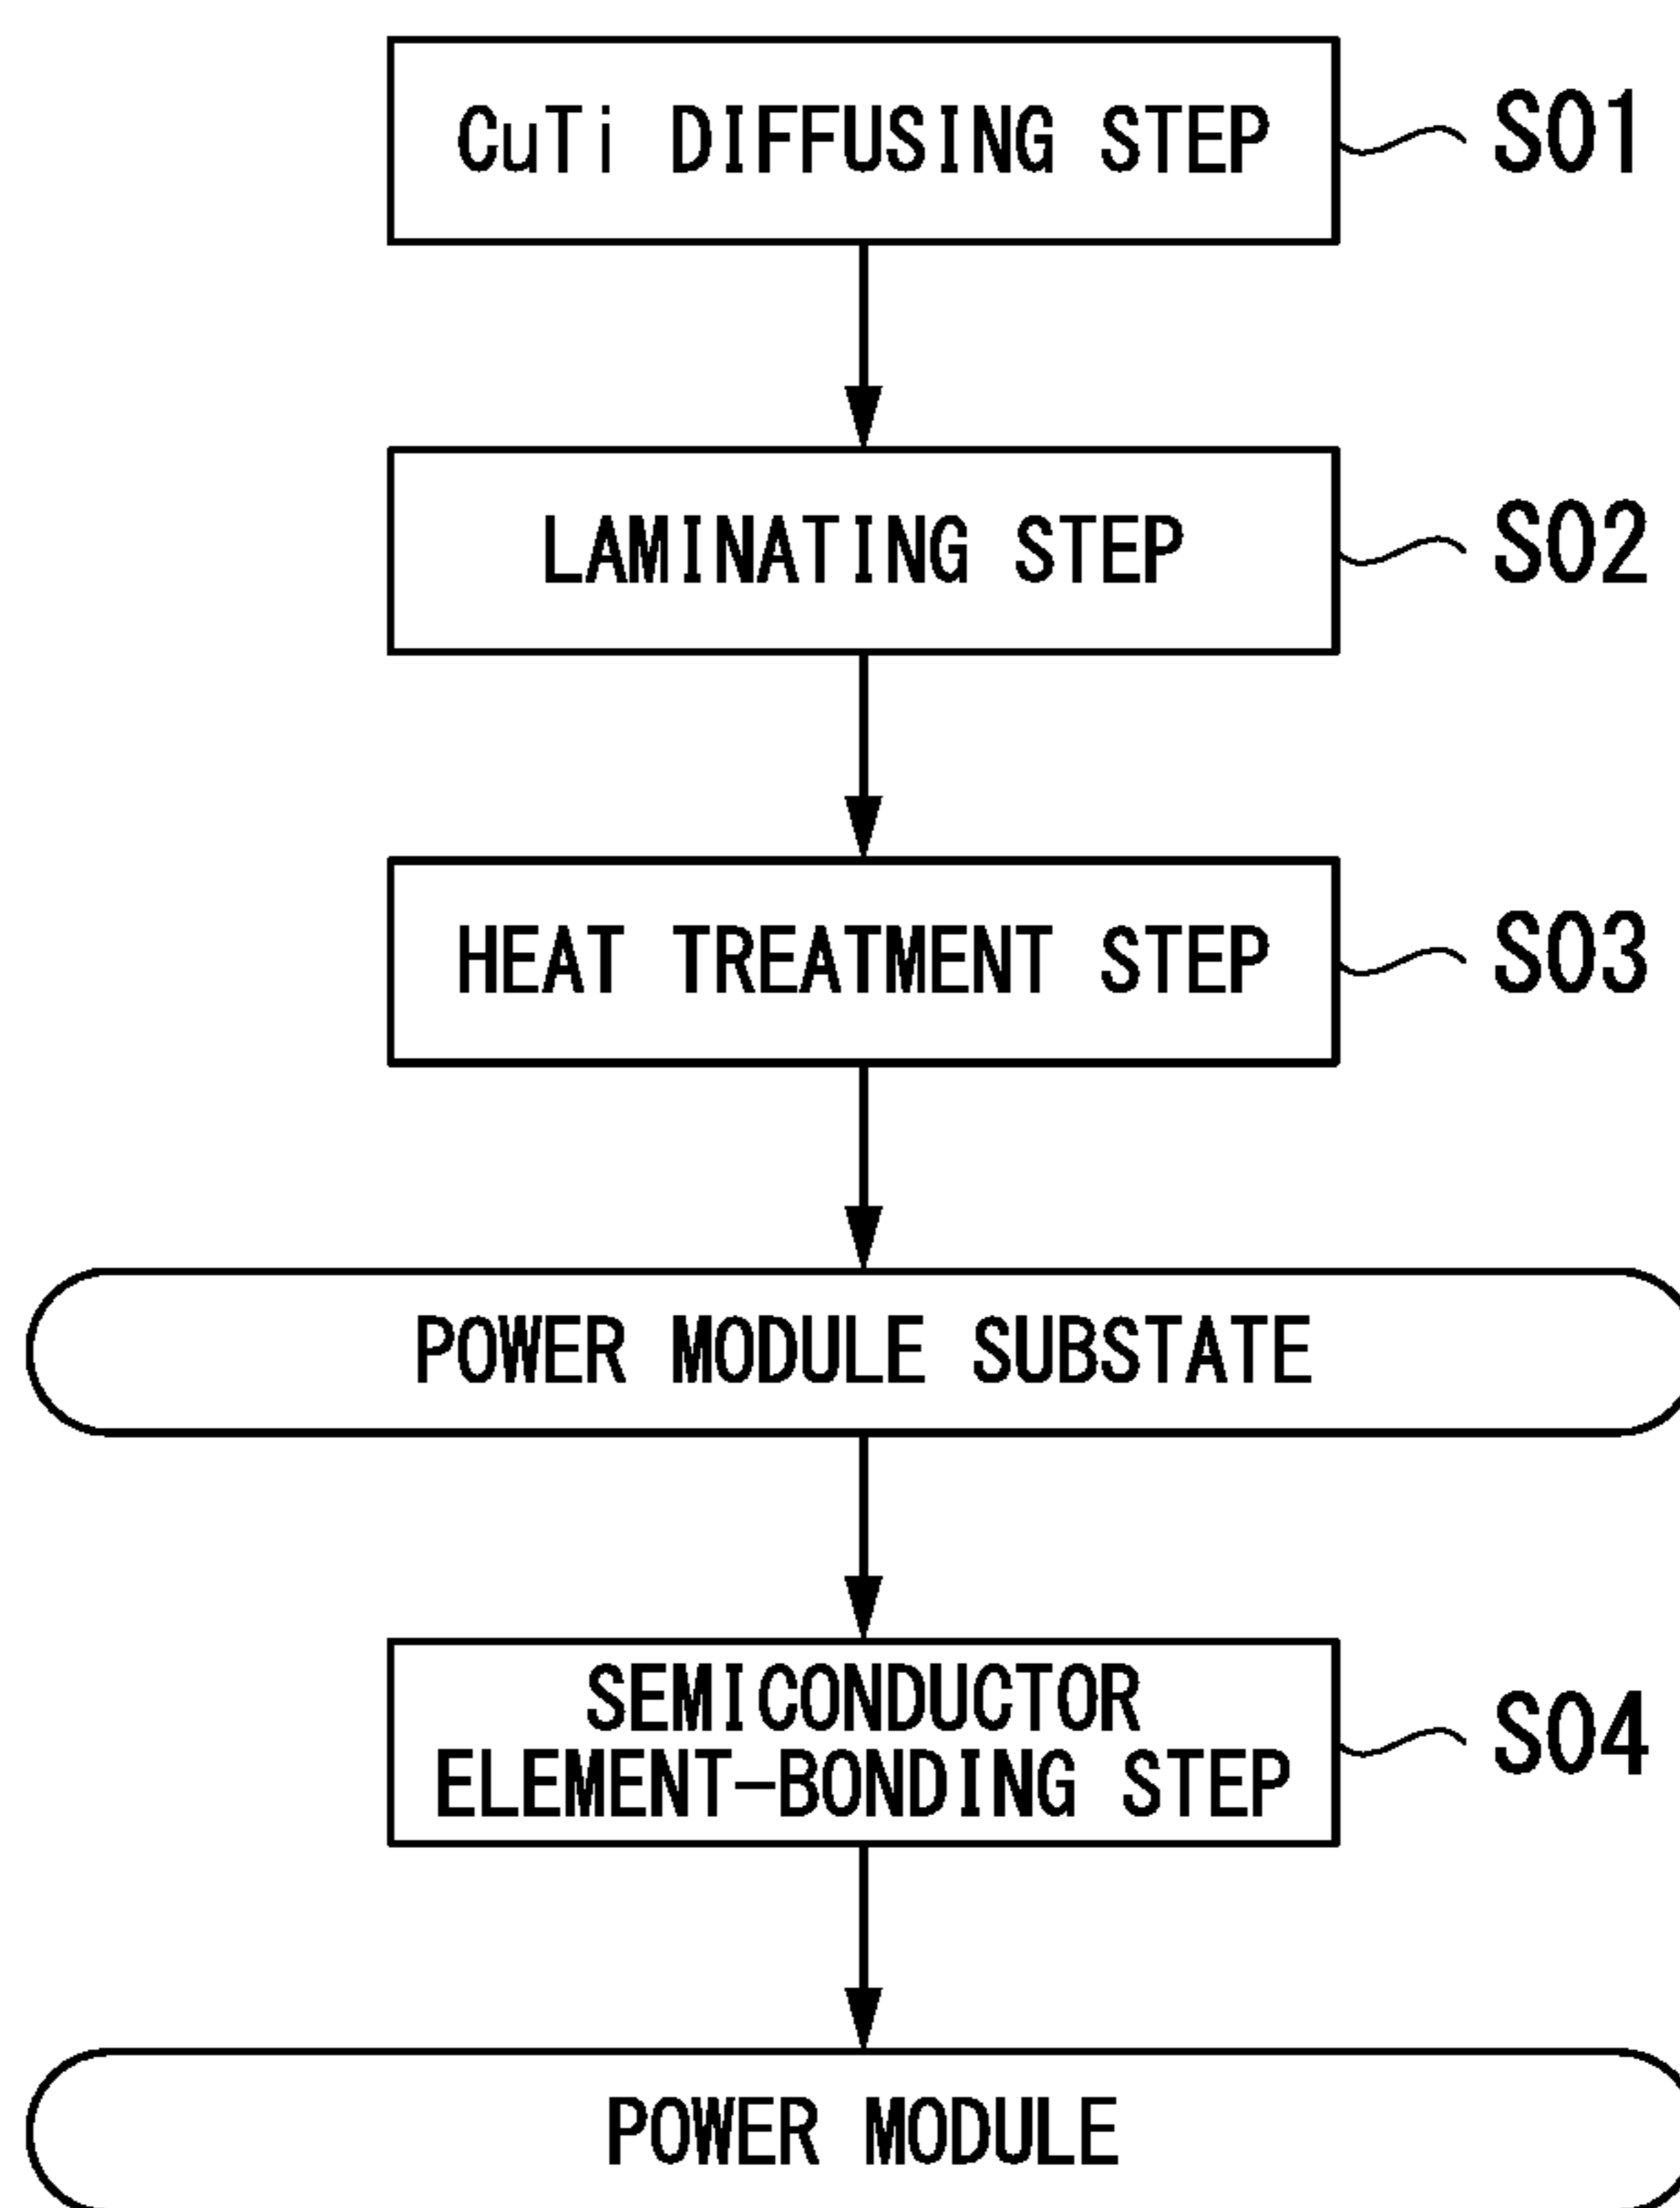 CuTi DIFFUSING STEP
S01
LAMINATING STEP
S02
HEAT TREATMENT STEP
S03
POWER MODULE SUBSTATE
SEMICONDUCTOR
ELEMENT-BONDING STEP
S04
POWER MODULE